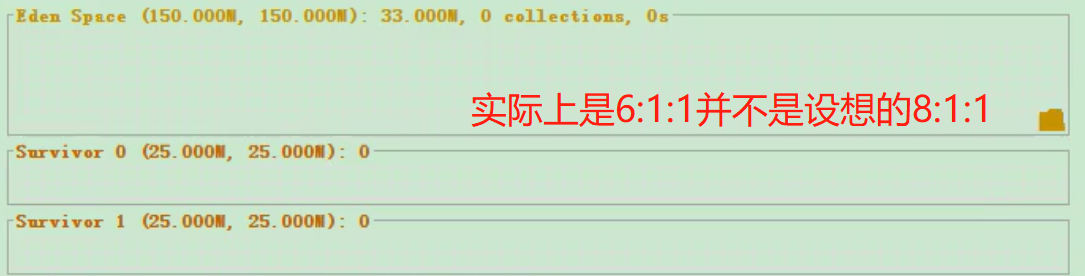 Eden Space (150.000M, 150.000M): 33.000M, 0 collections, 0s
实际上是6:1:1并不是设想的8:1:1
Survivor 0 (25.000M, 25.000M): 0
Survivor 1 (25.000M, 25.000M): 0